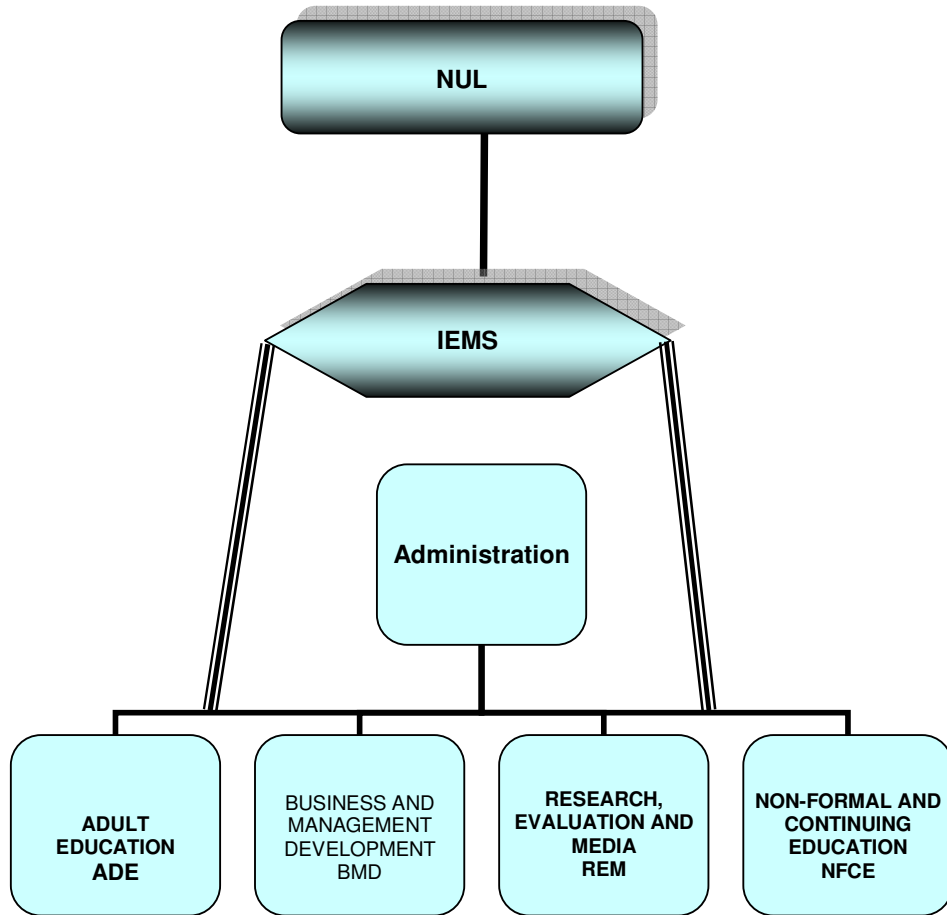 NUL
IEMS
Administration
ADULT
EDUCATION
ADE
BUSINESS AND
MANAGEMENT
DEVELOPMENT
BMD
RESEARCH,
EVALUATION AND
MEDIA
REM
NON-FORMAL AND
CONTINUING
EDUCATION
NFCE